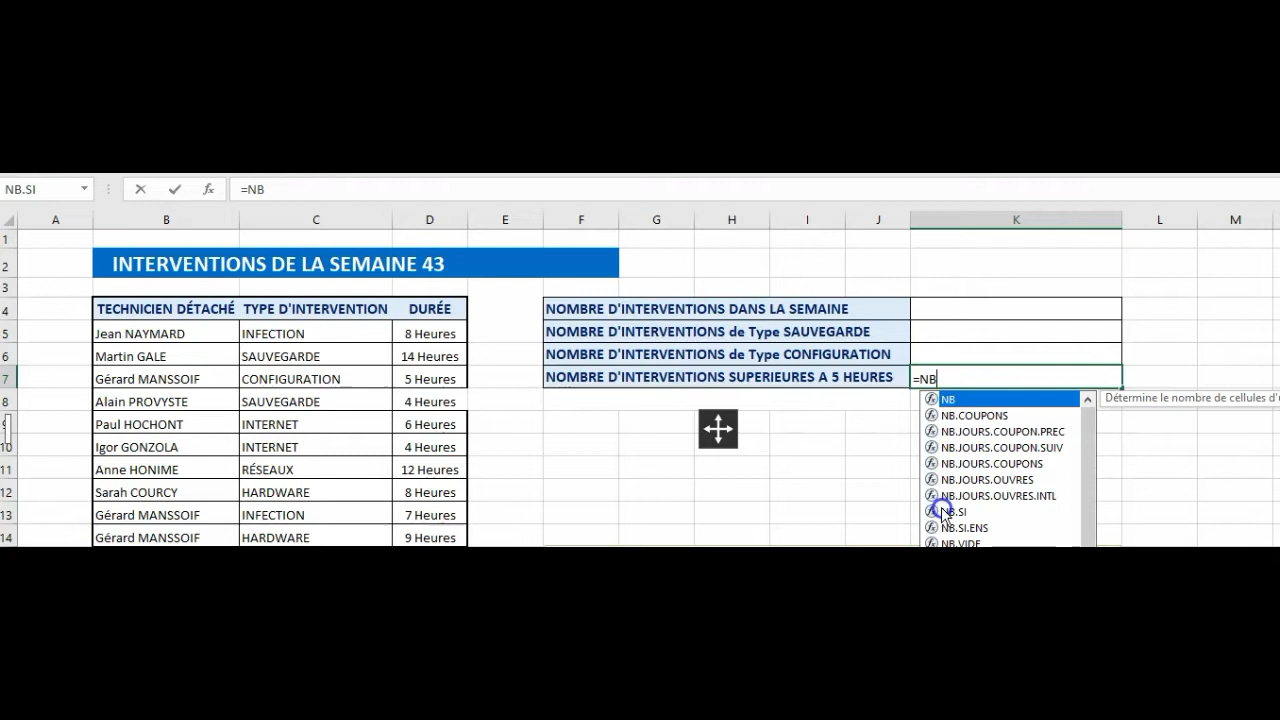 NB.SI =NB
A B C D E F G H I J K L M
1
2 INTERVENTIONS DE LA SEMAINE 43
3
4 TECHNICIEN DÉTACHÉ TYPE D'INTERVENTION DURÉE NOMBRE D'INTERVENTIONS DANS LA SEMAINE
5 Jean NAYMARD INFECTION 8 Heures NOMBRE D'INTERVENTIONS de Type SAUVEGARDE
6 Martin GALE SAUVEGARDE 14 Heures NOMBRE D'INTERVENTIONS de Type CONFIGURATION
7 Gérard MANSSOIF CONFIGURATION 5 Heures NOMBRE D'INTERVENTIONS SUPERIEURES A 5 HEURES =NB
8 Alain PROVYSTE SAUVEGARDE 4 Heures
9 Paul HOCHONT INTERNET 6 Heures
10 Igor GONZOLA INTERNET 4 Heures
11 Anne HONIME RÉSEAUX 12 Heures
12 Sarah COURCY HARDWARE 8 Heures
13 Gérard MANSSOIF INFECTION 7 Heures
14 Gérard MANSSOIF HARDWARE 9 Heures
NB Détermine le nombre de cellules d'u
NB.COUPONS
NB.JOURS.COUPON.PREC
NB.JOURS.COUPON.SUIV
NB.JOURS.COUPONS
NB.JOURS.OUVRES
NB.JOURS.OUVRES.INTL
NB.SI
NB.SI.ENS
NB.VIDE